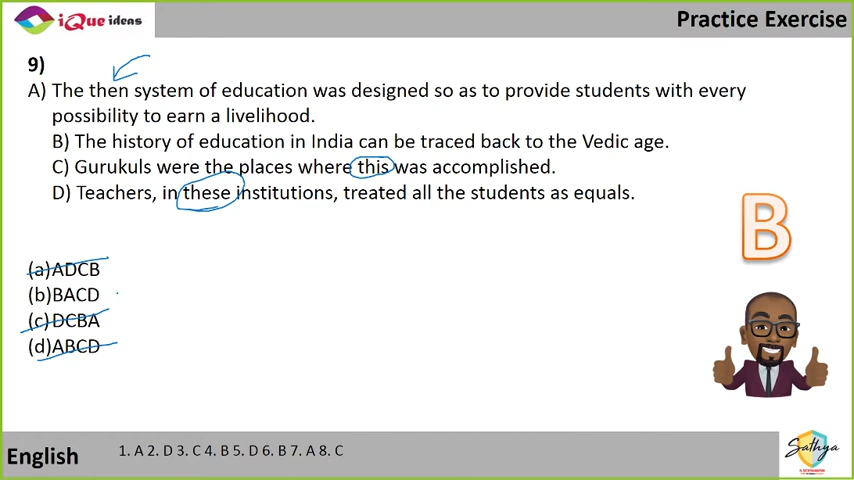 iQue ideas
Practice Exercise
9)
A) The then system of education was designed so as to provide students with every
possibility to earn a livelihood.
B) The history of education in India can be traced back to the Vedic age.
C) Gurukuls were the places where this was accomplished.
D) Teachers, in these institutions, treated all the students as equals.
B
(a)ADCB
(b)BACD
(c)DCBA
(d)ABCD
English
1. A 2. D 3. C 4. B 5. D 6. B 7. A 8. C
Sathya